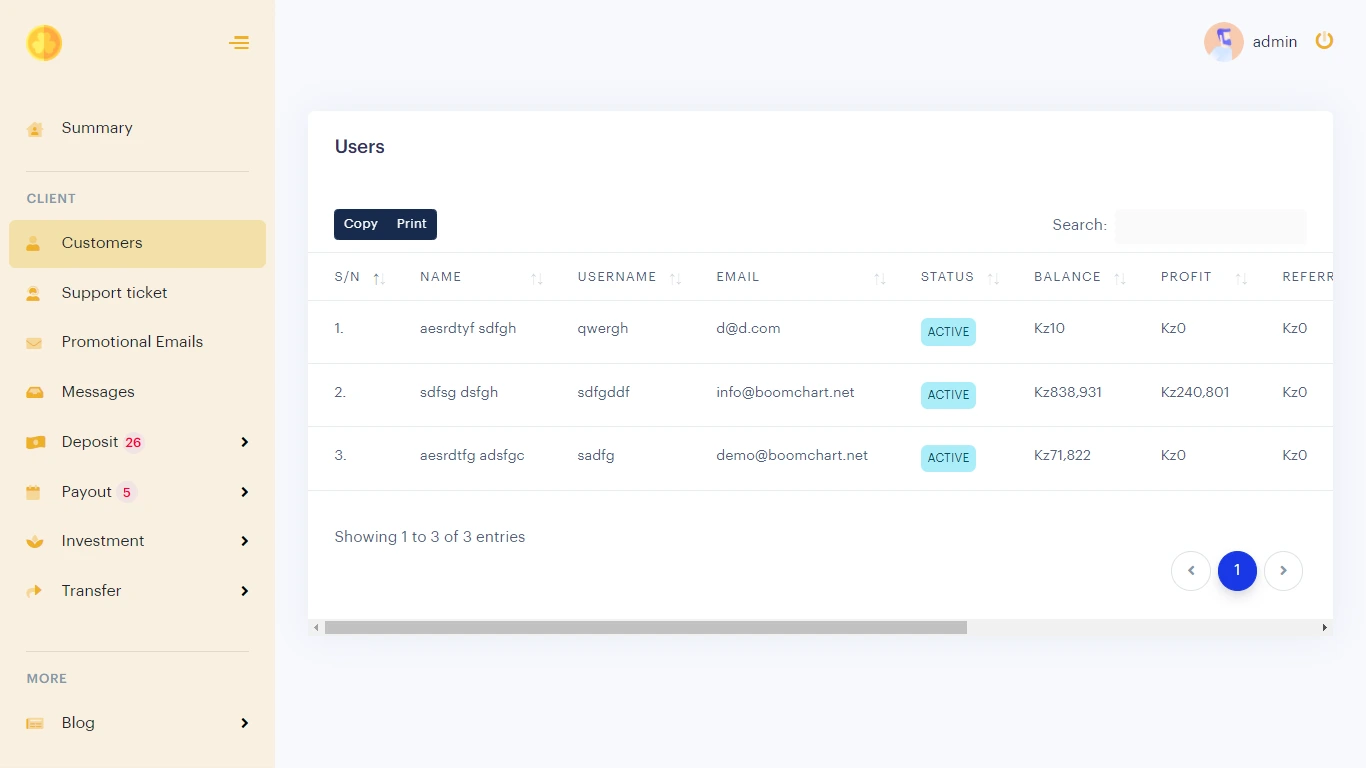 admin
Summary
CLIENT
Customers
Support ticket
Promotional Emails
Messages
Deposit 26
Payout 5
Investment
Transfer
MORE
Blog
Users
Copy Print
Search:
S/N NAME USERNAME EMAIL STATUS BALANCE PROFIT REFERR
1. aesrdtyf sdfgh qwergh d@d.com ACTIVE Kz10 Kz0 Kz0
2. sdfsg dsfgh sdfgddf info@boomchart.net ACTIVE Kz838,931 Kz240,801 Kz0
3. aesrdtfg adsfgc sadfg demo@boomchart.net ACTIVE Kz71,822 Kz0 Kz0
Showing 1 to 3 of 3 entries
1